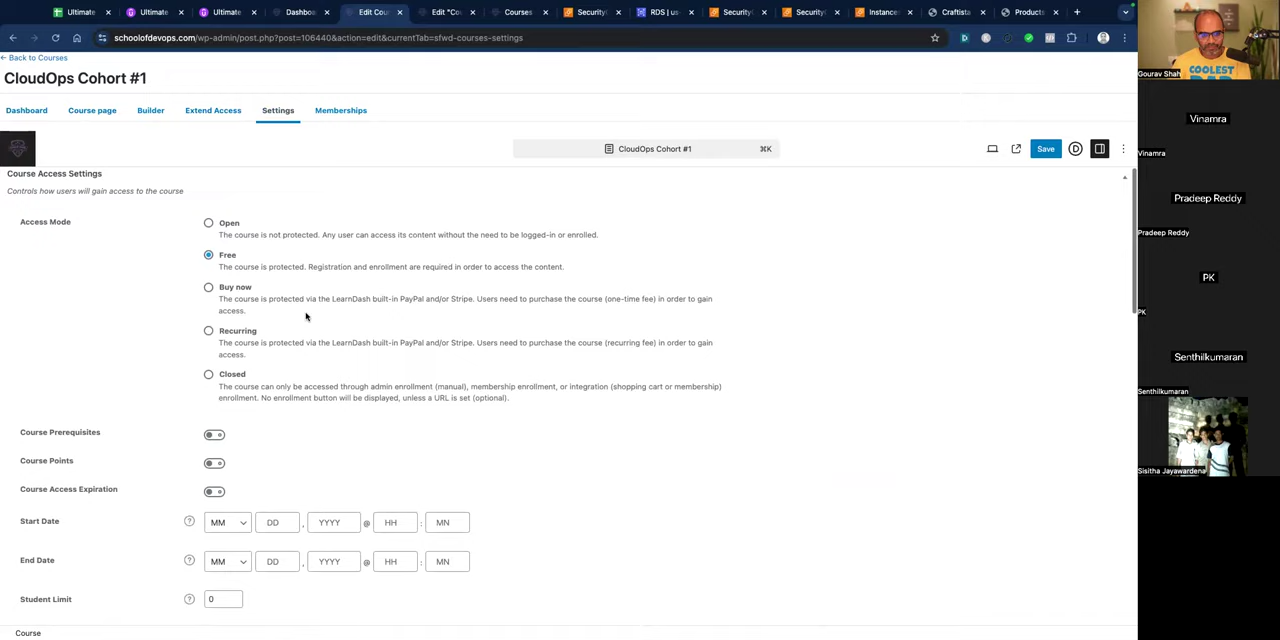 Ultimate
Ultimate
Ultimate
Dashboa
Edit Cou
Edit "Co
Courses
Security
RDS | us
Security
Security
Instance
Craftista
Products
schoolofdevops.com/wp-admin/post.php?post=106440&action=edit&currentTab=sfwd-courses-settings
← Back to Courses
CloudOps Cohort #1
Dashboard
Course page
Builder
Extend Access
Settings
Memberships
CloudOps Cohort #1
⌘K
Save
Course Access Settings
Controls how users will gain access to the course
Access Mode
Open
The course is not protected. Any user can access its content without the need to be logged-in or enrolled.
Free
The course is protected. Registration and enrollment are required in order to access the content.
Buy now
The course is protected via the LearnDash built-in PayPal and/or Stripe. Users need to purchase the course (one-time fee) in order to gain
access.
Recurring
The course is protected via the LearnDash built-in PayPal and/or Stripe. Users need to purchase the course (recurring fee) in order to gain
access.
Closed
The course can only be accessed through admin enrollment (manual), membership enrollment, or integration (shopping cart or membership)
enrollment. No enrollment button will be displayed, unless a URL is set (optional).
Course Prerequisites
Course Points
Course Access Expiration
Start Date
? MM DD , YYYY @ HH : MN
End Date
? MM DD , YYYY @ HH : MN
Student Limit
? 0
Course
COOLEST
Gourav Shah
Vinamra
Vinamra
Pradeep Reddy
Pradeep Reddy
PK
PK
Senthilkumaran
Senthilkumaran
Sisitha Jayawardena